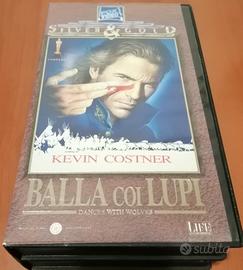 SILVER & GOLD
KEVIN COSTNER
BALLA COI LUPI
DANCES WITH WOLVES
LIFE
subito